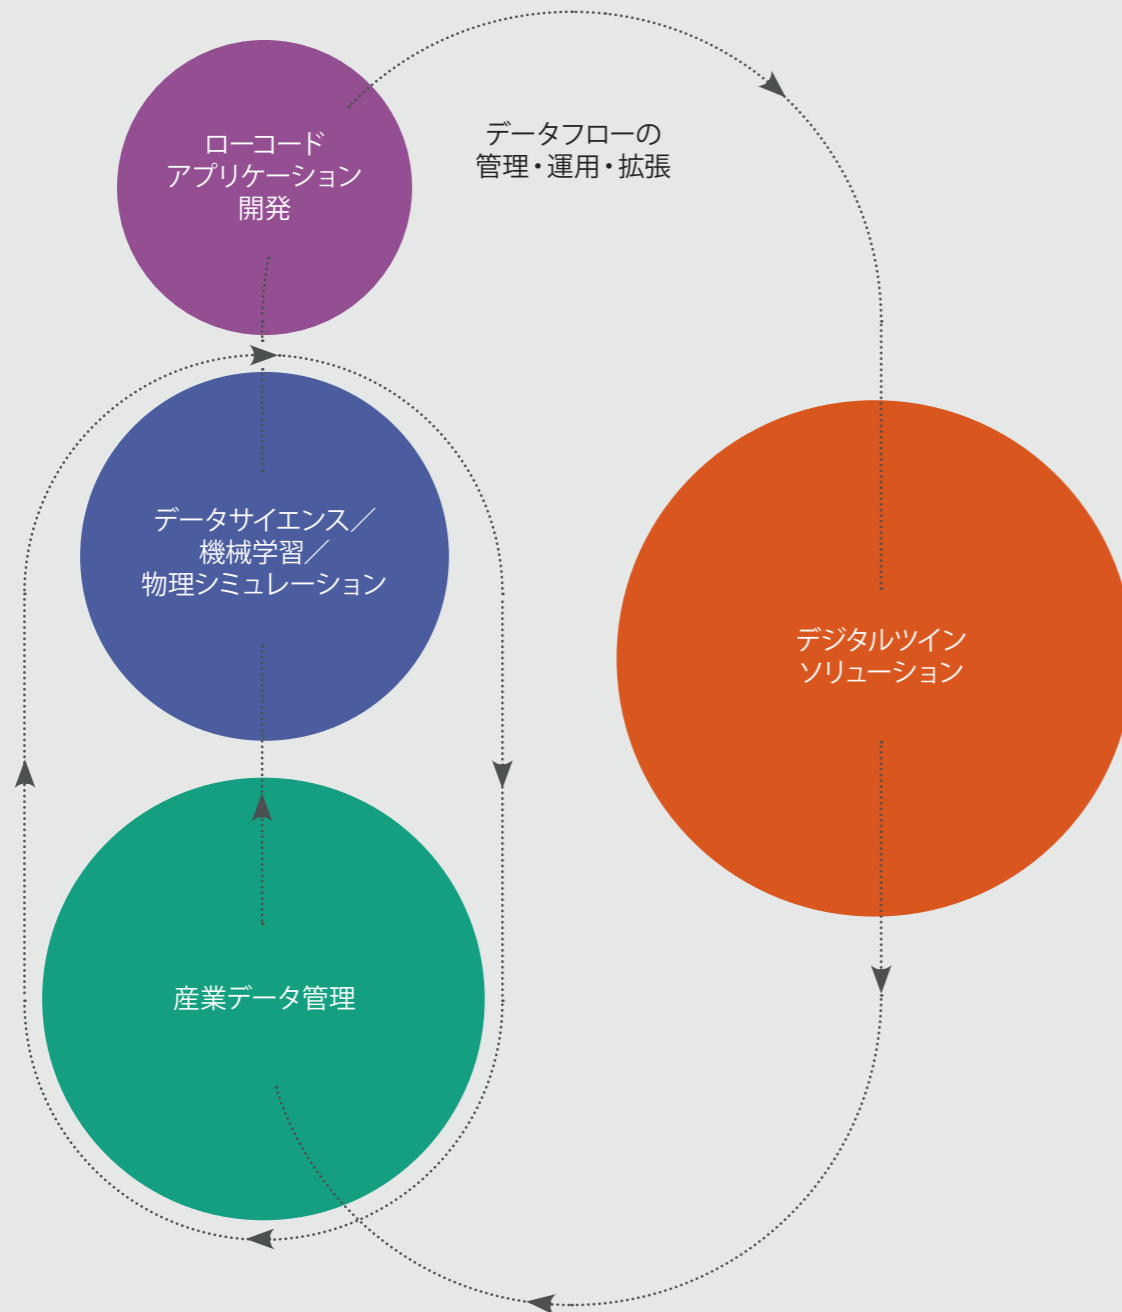 ローコード
アプリケーション
開発
データフローの
管理・運用・拡張
データサイエンス／
機械学習／
物理シミュレーション
デジタルツイン
ソリューション
産業データ管理